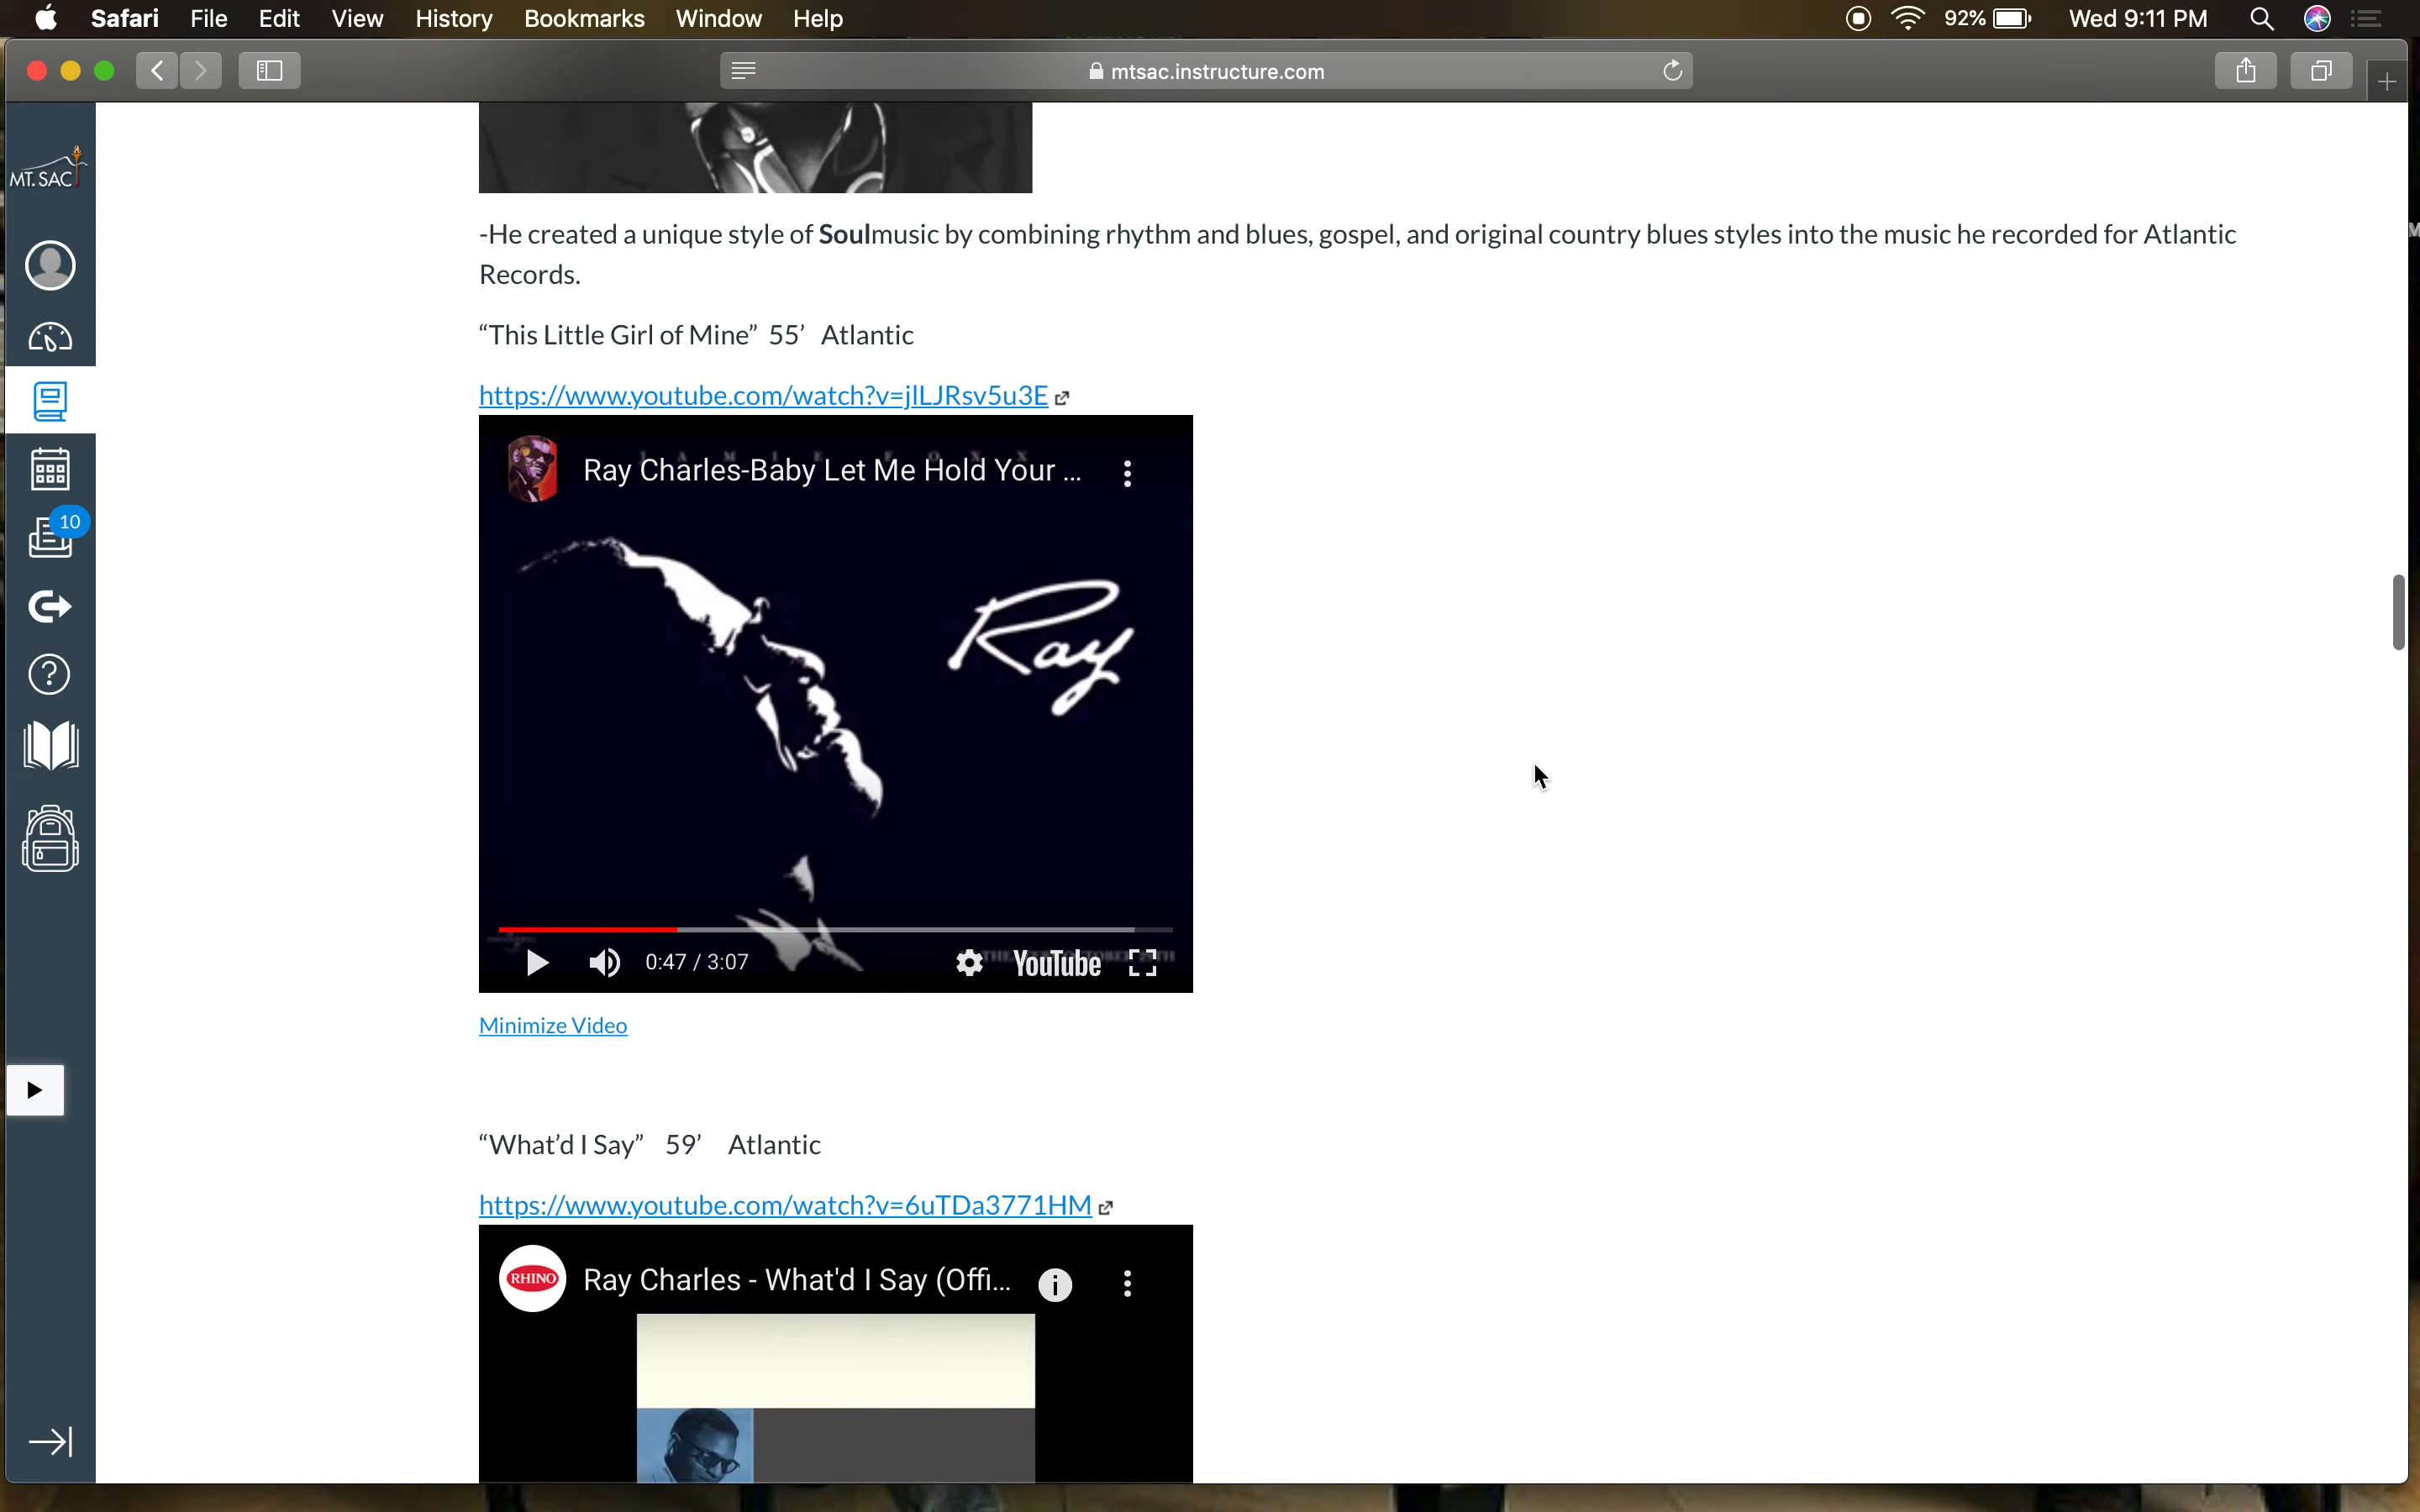 Safari File Edit View History Bookmarks Window Help 92% Wed 9:11 PM
mtsac.instructure.com
MT. SAC
10
-He created a unique style of Soulmusic by combining rhythm and blues, gospel, and original country blues styles into the music he recorded for Atlantic
Records.
“This Little Girl of Mine” 55’ Atlantic
https://www.youtube.com/watch?v=jlLJRsv5u3E
JAMIE FOXX
Ray Charles-Baby Let Me Hold Your ...
Ray
0:47 / 3:07
YouTube
Minimize Video
“What’d I Say” 59’ Atlantic
https://www.youtube.com/watch?v=6uTDa3771HM
RHINO
Ray Charles - What'd I Say (Offi...